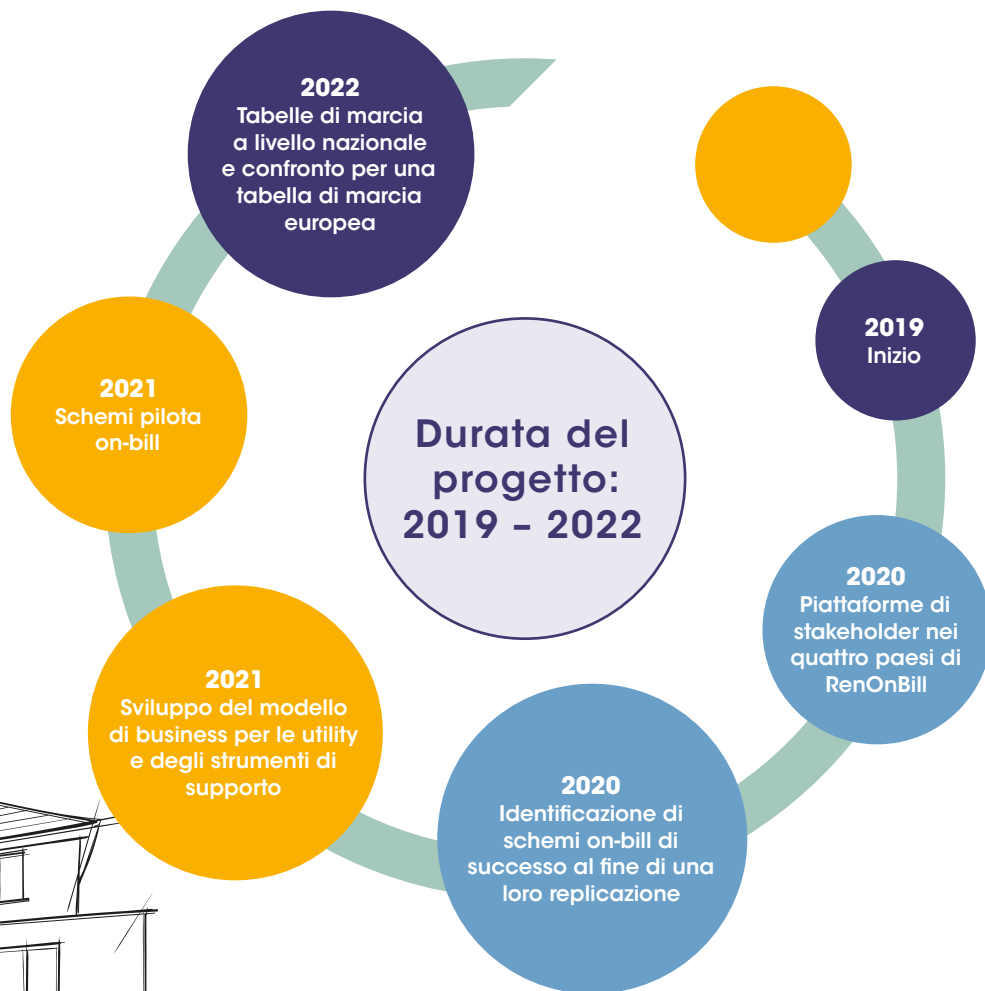 2022
Tabelle di marcia
a livello nazionale
e confronto per una
tabella di marcia
europea
2019
Inizio
2021
Schemi pilota
on-bill
Durata del
progetto:
2019 – 2022
2020
Piattaforme di
stakeholder nei
quattro paesi di
RenOnBill
2021
Sviluppo del modello
di business per le utility
e degli strumenti di
supporto
2020
Identificazione di
schemi on-bill di
successo al fine di una
loro replicazione